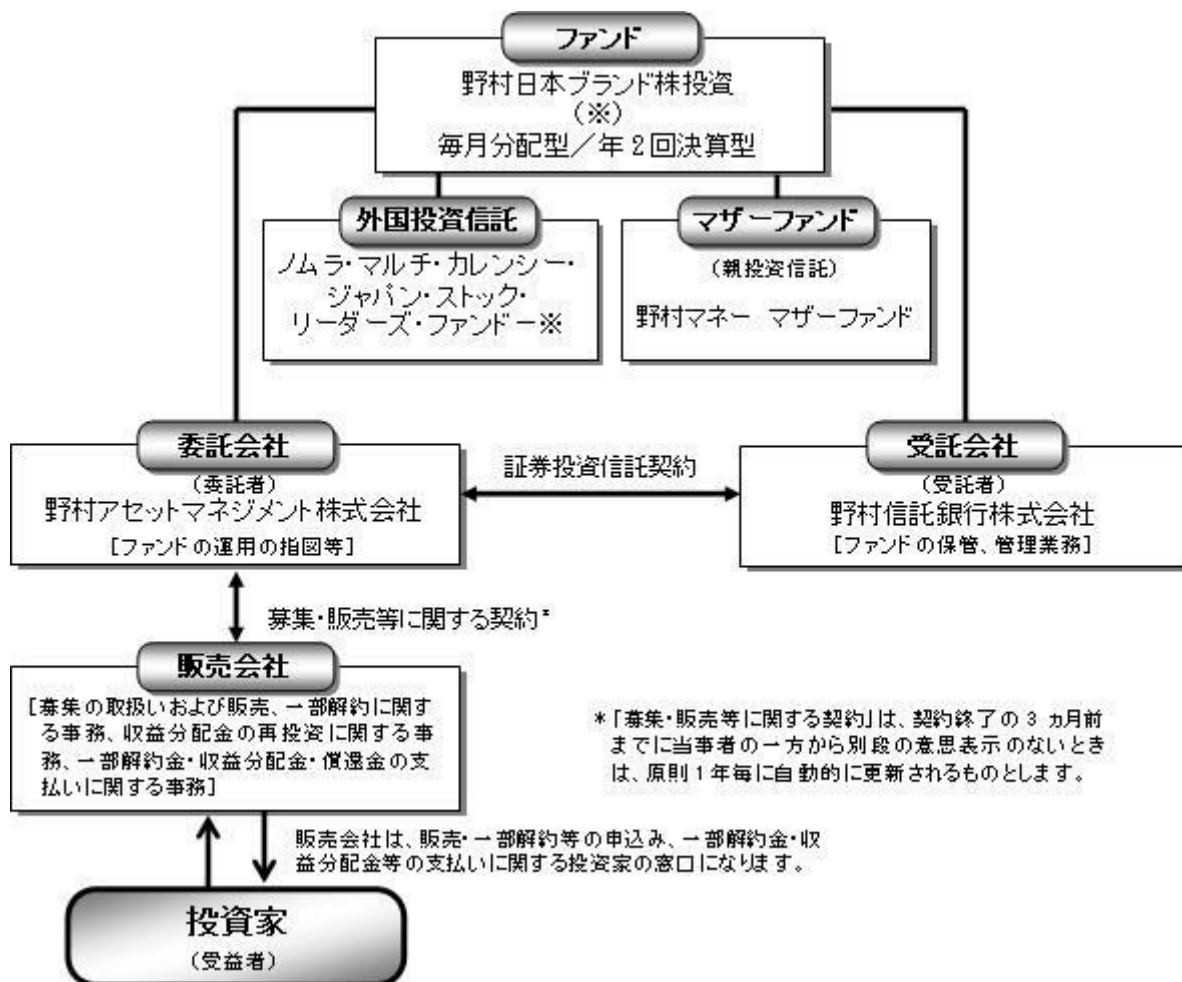 ファンド
野村日本ブランド株投資
(※)
毎月分配型／年2回決算型
外国投資信託
ノムラ・マルチ・カレンシー・
ジャパン・ストック・
リーダーズ・ファンドー※
マザーファンド
(親投資信託)
野村マネー マザーファンド
委託会社
(委託者)
野村アセットマネジメント株式会社
[ファンドの運用の指図等]
証券投資信託契約
受託会社
(受託者)
野村信託銀行株式会社
[ファンドの保管、管理業務]
募集・販売等に関する契約*
販売会社
[募集の取扱いおよび販売、一部解約に関す
る事務、収益分配金の再投資に関する事
務、一部解約金・収益分配金・償還金の支
払いに関する事務]
*「募集・販売等に関する契約」は、契約終了の3ヵ月前
までに当事者の一方から別段の意思表示のないとき
は、原則1年毎に自動的に更新されるものとします。
販売会社は、販売・一部解約等の申込み、一部解約金・収
益分配金等の支払いに関する投資家の窓口になります。
投資家
(受益者)